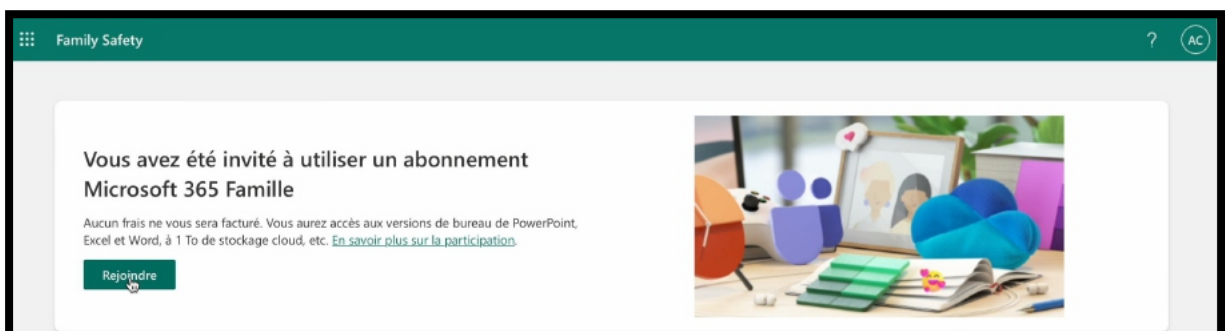 Family Safety
?
AC
Vous avez été invité à utiliser un abonnement
Microsoft 365 Famille
Aucun frais ne vous sera facturé. Vous aurez accès aux versions de bureau de PowerPoint,
Excel et Word, à 1 To de stockage cloud, etc. En savoir plus sur la participation.
Rejoindre